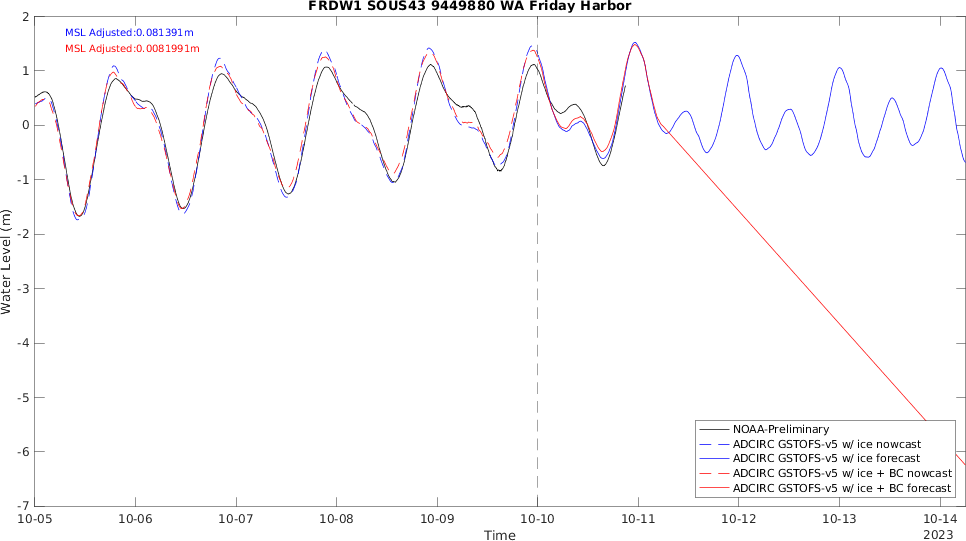 FRDW1 SOUS43 9449880 WA Friday Harbor
MSL Adjusted:0.081391m
MSL Adjusted:0.0081991m
2
1
0
-1
-2
-3
-4
-5
-6
-7
Water Level (m)
NOAA-Preliminary
ADCIRC GSTOFS-v5 w/ ice nowcast
ADCIRC GSTOFS-v5 w/ ice forecast
ADCIRC GSTOFS-v5 w/ ice + BC nowcast
ADCIRC GSTOFS-v5 w/ ice + BC forecast
10-05 10-06 10-07 10-08 10-09 10-10 10-11 10-12 10-13 10-14
Time 2023